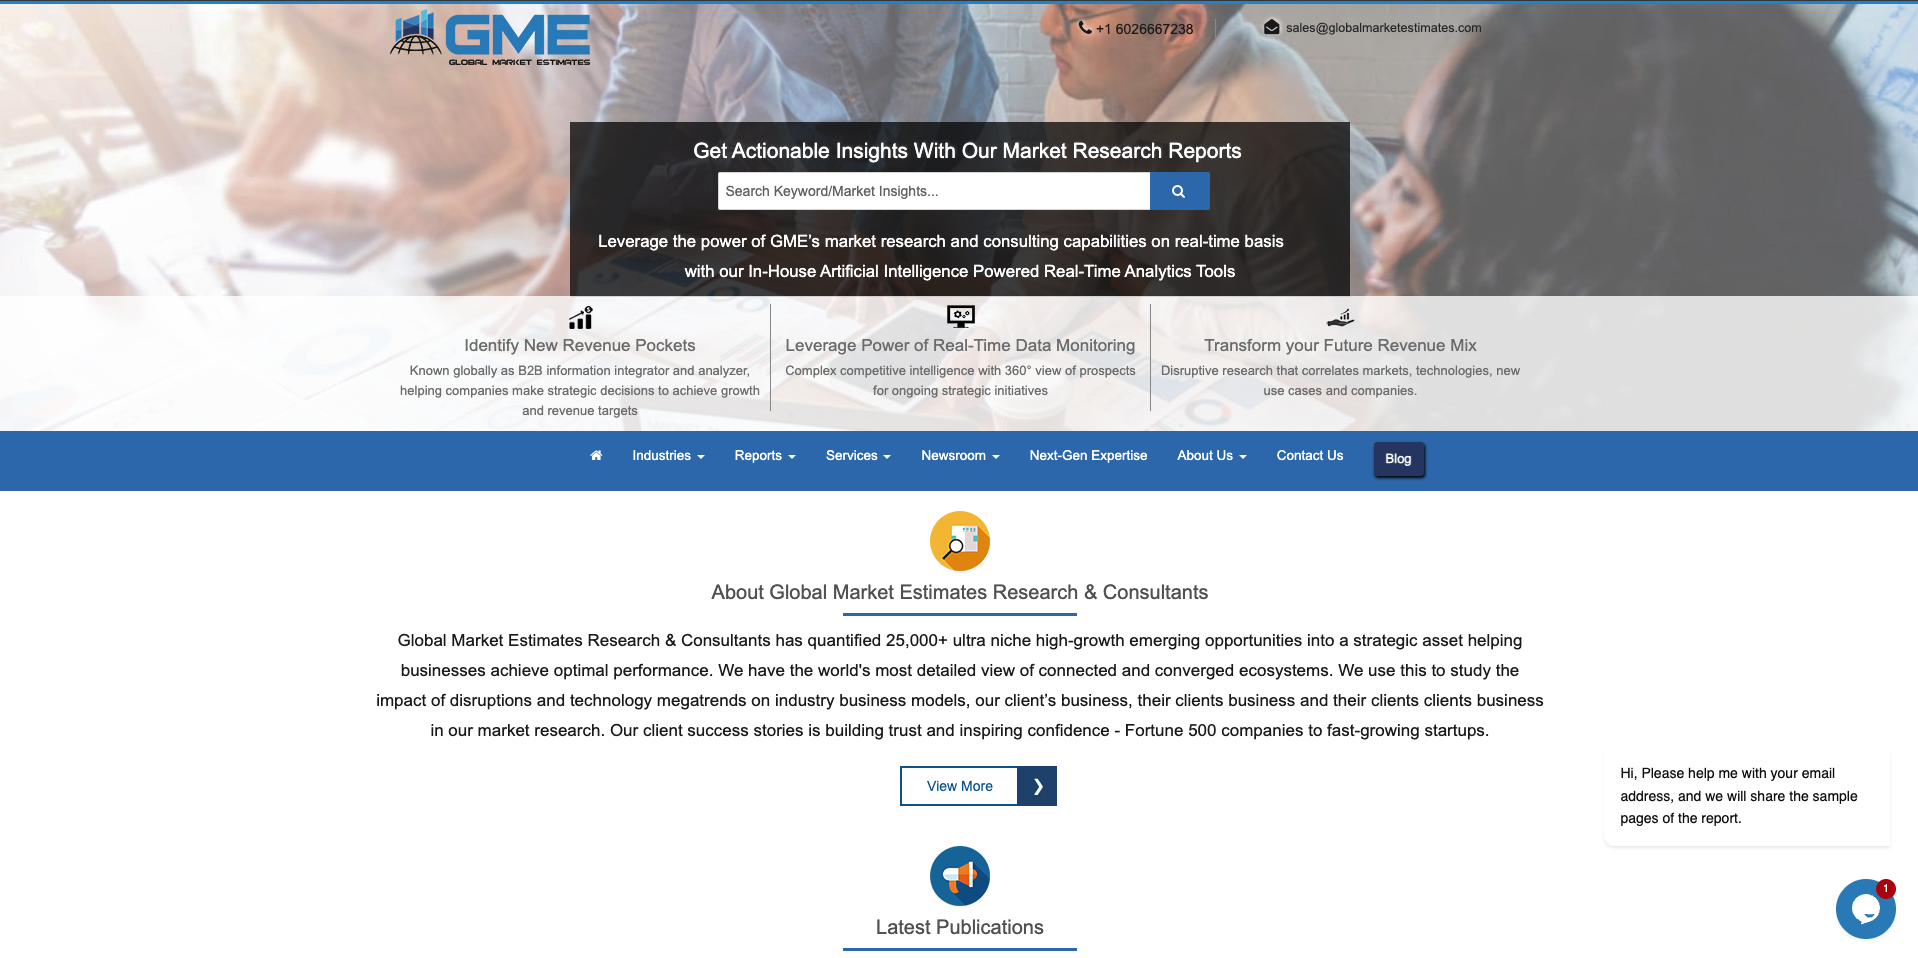 GME
GLOBAL MARKET ESTIMATES
+1 6026667238
sales@globalmarketestimates.com
Get Actionable Insights With Our Market Research Reports
Search Keyword/Market Insights...
Leverage the power of GME's market research and consulting capabilities on real-time basis
with our In-House Artificial Intelligence Powered Real-Time Analytics Tools
Identify New Revenue Pockets
Known globally as B2B information integrator and analyzer,
helping companies make strategic decisions to achieve growth
and revenue targets
Leverage Power of Real-Time Data Monitoring
Complex competitive intelligence with 360° view of prospects
for ongoing strategic initiatives
Transform your Future Revenue Mix
Disruptive research that correlates markets, technologies, new
use cases and companies.
Industries Reports Services Newsroom Next-Gen Expertise About Us Contact Us Blog
About Global Market Estimates Research & Consultants
Global Market Estimates Research & Consultants has quantified 25,000+ ultra niche high-growth emerging opportunities into a strategic asset helping
businesses achieve optimal performance. We have the world's most detailed view of connected and converged ecosystems. We use this to study the
impact of disruptions and technology megatrends on industry business models, our client’s business, their clients business and their clients clients business
in our market research. Our client success stories is building trust and inspiring confidence - Fortune 500 companies to fast-growing startups.
View More ❯
Hi, Please help me with your email
address, and we will share the sample
pages of the report.
1
Latest Publications